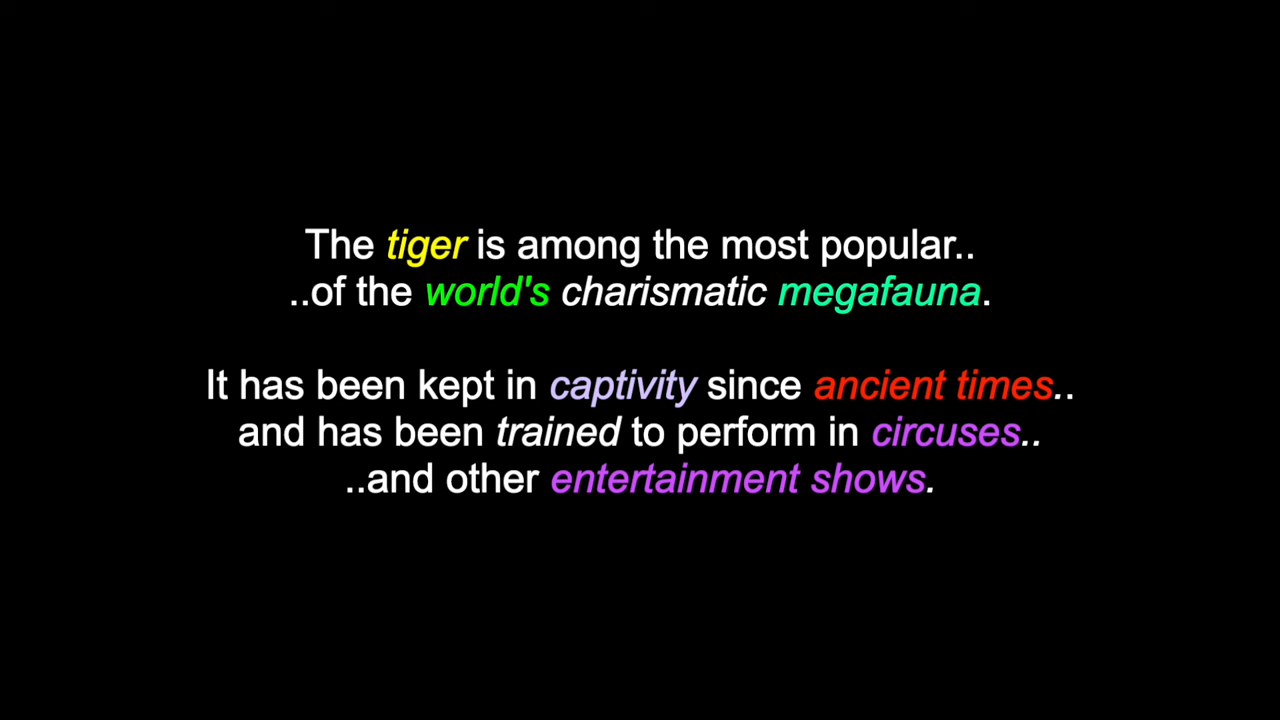 The tiger is among the most popular..
..of the world's charismatic megafauna.
It has been kept in captivity since ancient times..
and has been trained to perform in circuses..
..and other entertainment shows.